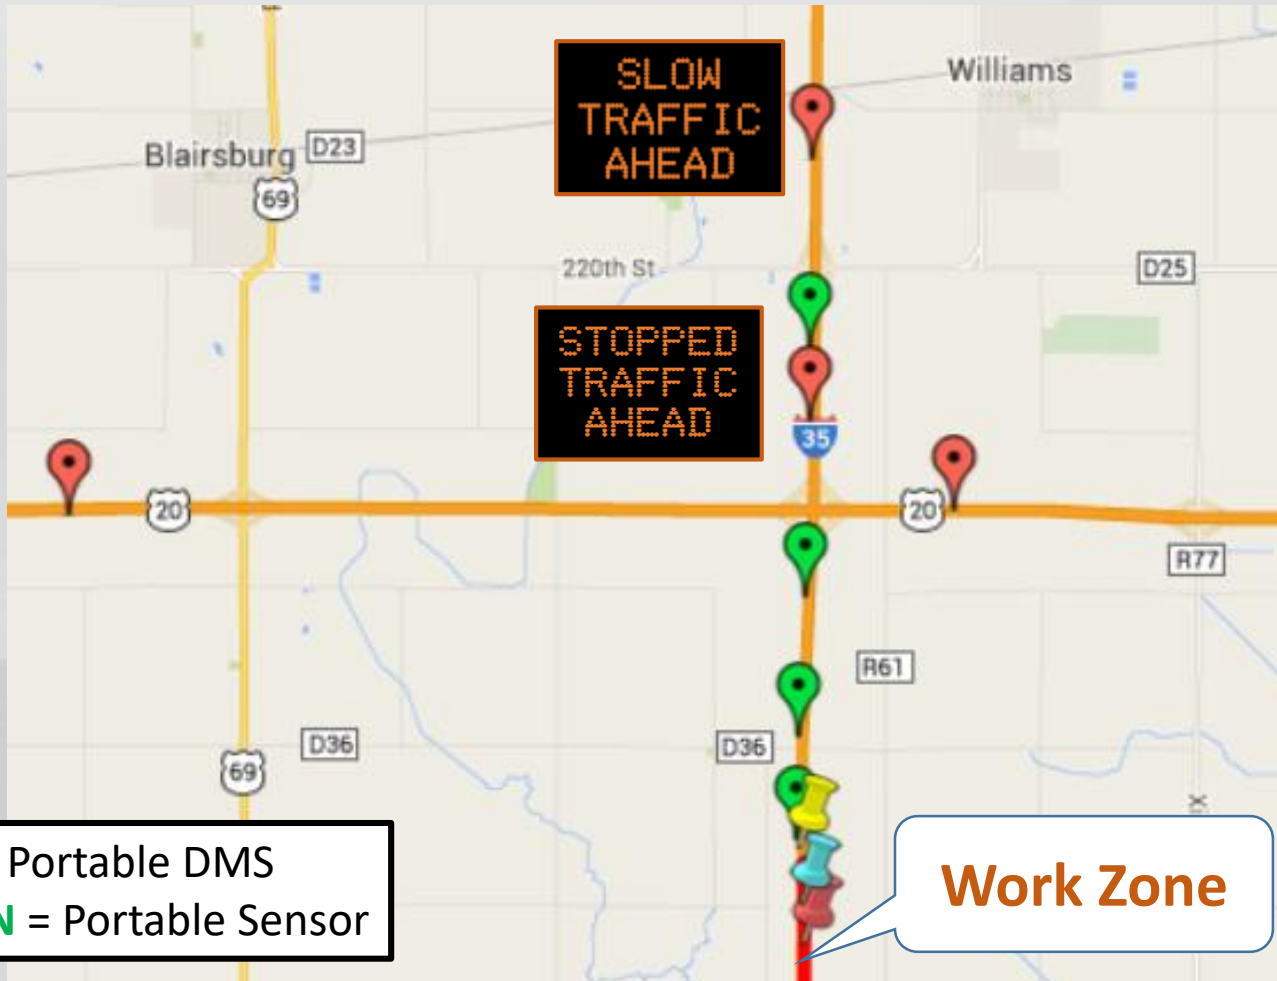 SLOW
TRAFFIC
AHEAD
Williams
Blairsburg
D23
69
220th St
D25
STOPPED
TRAFFIC
AHEAD
35
20
20
R77
R61
D36
D36
69
Portable DMS
N = Portable Sensor
Work Zone